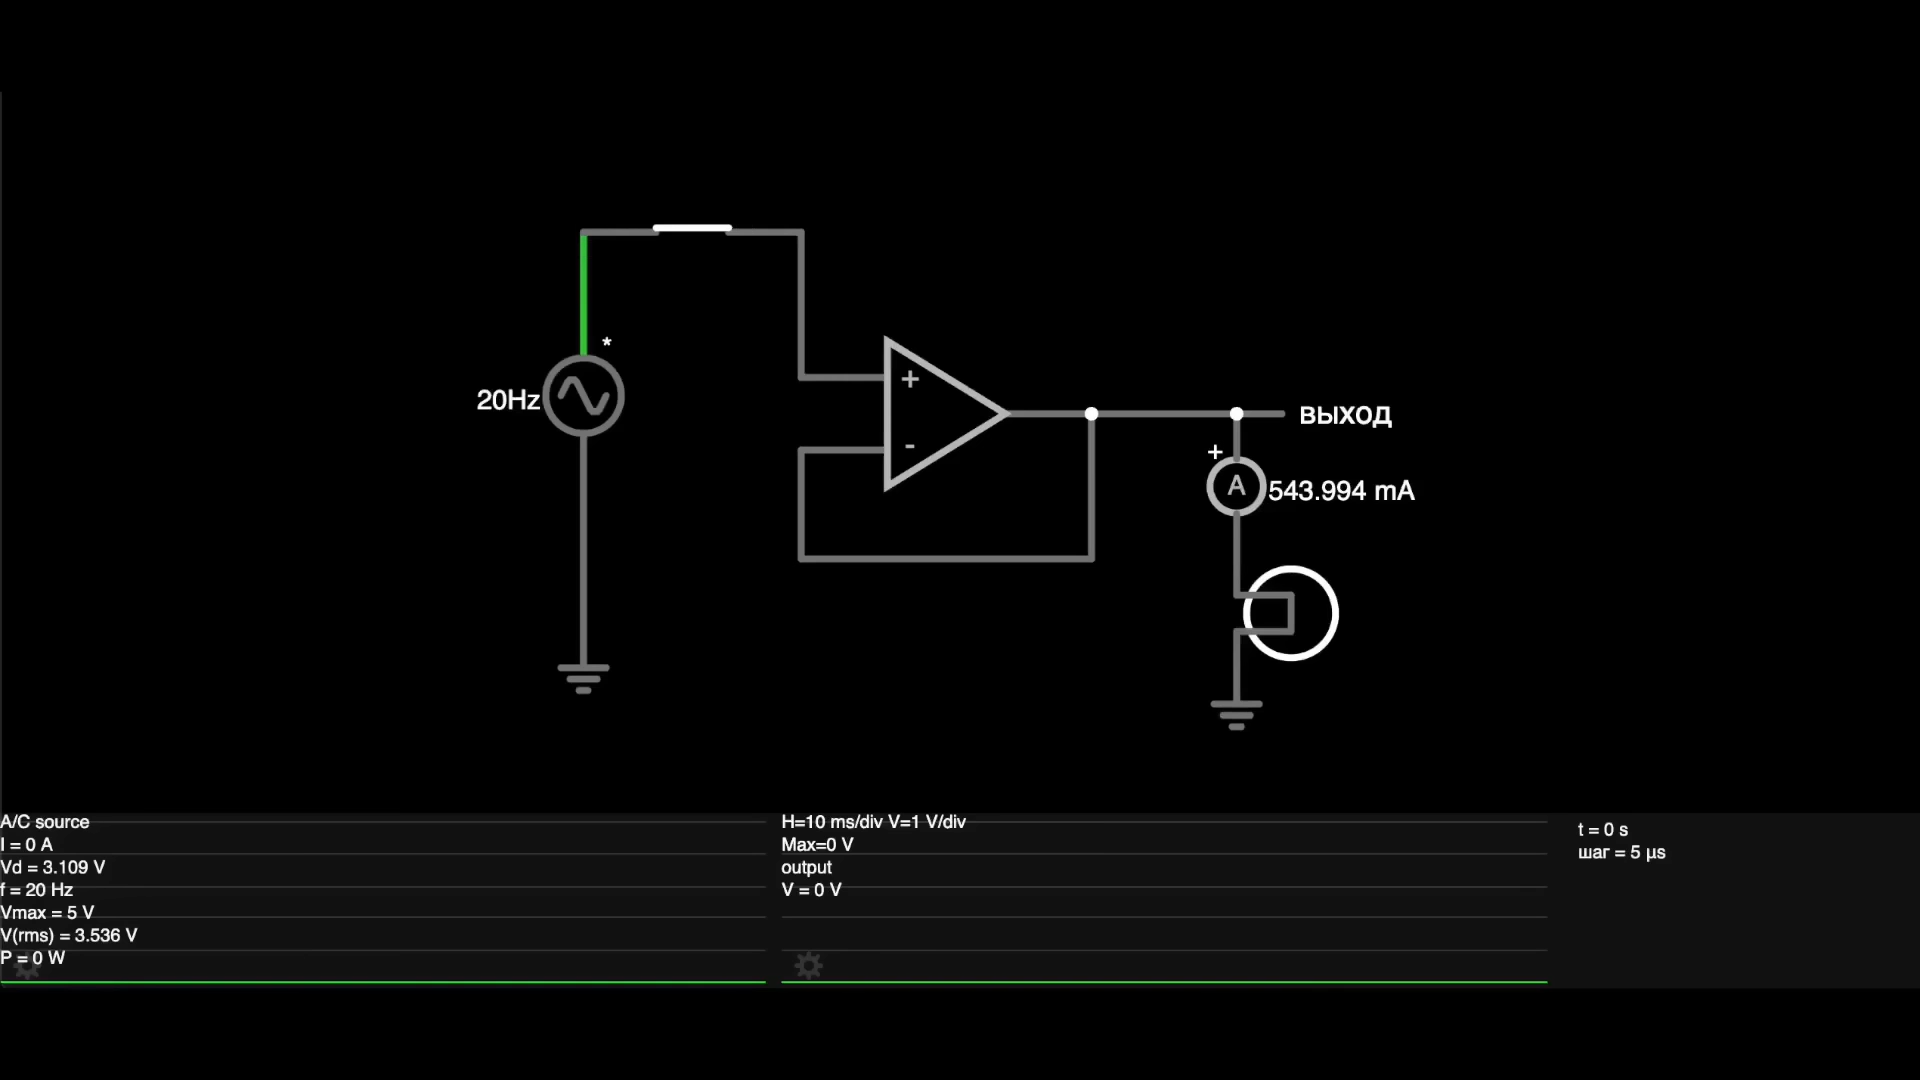 *
20Hz
+
-
ВЫХОД
+
A
543.994 mA
A/C source
I = 0 A
Vd = 3.109 V
f = 20 Hz
Vmax = 5 V
V(rms) = 3.536 V
P = 0 W
H=10 ms/div V=1 V/div
Max=0 V
output
V = 0 V
t = 0 s
шаг = 5 µs